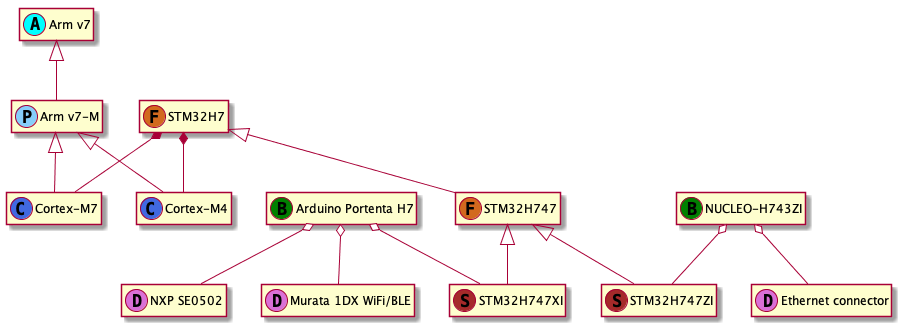 A Arm v7
P Arm v7-M
F STM32H7
C Cortex-M7
C Cortex-M4
B Arduino Portenta H7
F STM32H747
B NUCLEO-H743ZI
D NXP SE0502
D Murata 1DX WiFi/BLE
S STM32H747XI
S STM32H747ZI
D Ethernet connector